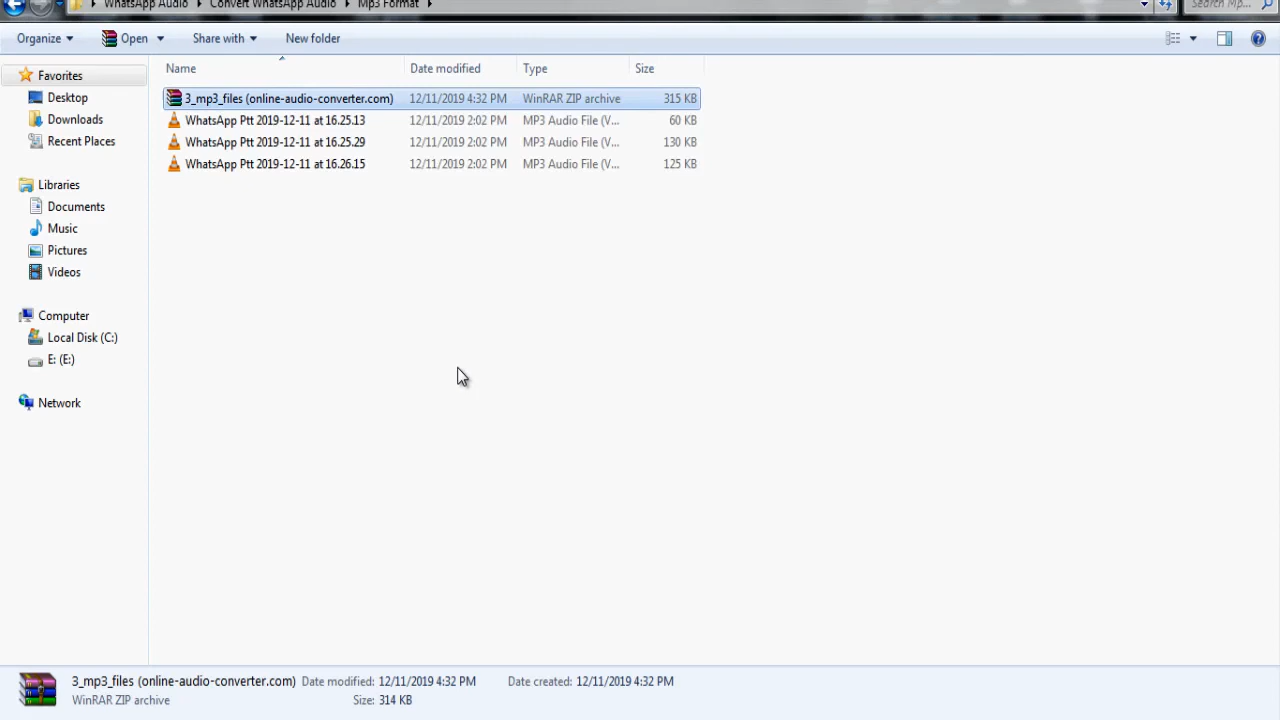 WhatsApp Audio Convert WhatsApp Audio Mp3 Format Search Mp...
Organize Open Share with New folder
Name Date modified Type Size
Favorites
Desktop
Downloads
Recent Places
Libraries
Documents
Music
Pictures
Videos
Computer
Local Disk (C:)
E: (E:)
Network
3_mp3_files (online-audio-converter.com) 12/11/2019 4:32 PM WinRAR ZIP archive 315 KB
WhatsApp Ptt 2019-12-11 at 16.25.13 12/11/2019 2:02 PM MP3 Audio File (V... 60 KB
WhatsApp Ptt 2019-12-11 at 16.25.29 12/11/2019 2:02 PM MP3 Audio File (V... 130 KB
WhatsApp Ptt 2019-12-11 at 16.26.15 12/11/2019 2:02 PM MP3 Audio File (V... 125 KB
3_mp3_files (online-audio-converter.com) Date modified: 12/11/2019 4:32 PM Date created: 12/11/2019 4:32 PM
WinRAR ZIP archive Size: 314 KB